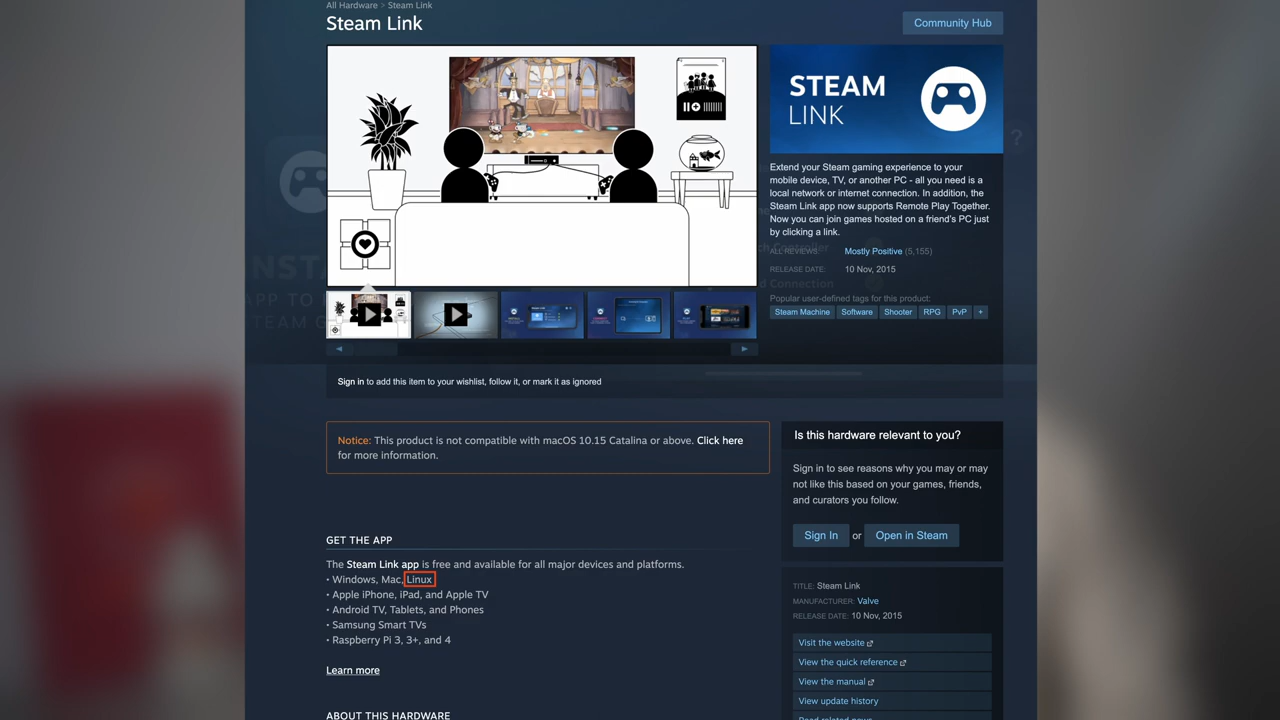 All Hardware > Steam Link
Steam Link
Community Hub
STEAM
LINK
Extend your Steam gaming experience to your
mobile device, TV, or another PC - all you need is a
local network or internet connection. In addition, the
Steam Link app now supports Remote Play Together.
Now you can join games hosted on a friend's PC just
by clicking a link.
ALL REVIEWS: Mostly Positive (5,155)
RELEASE DATE: 10 Nov, 2015
Popular user-defined tags for this product:
Steam Machine Software Shooter RPG PvP +
Sign in to add this item to your wishlist, follow it, or mark it as ignored
Notice: This product is not compatible with macOS 10.15 Catalina or above. Click here
for more information.
Is this hardware relevant to you?
Sign in to see reasons why you may or may
not like this based on your games, friends,
and curators you follow.
Sign In or Open in Steam
GET THE APP
The Steam Link app is free and available for all major devices and platforms.
• Windows, Mac, Linux
• Apple iPhone, iPad, and Apple TV
• Android TV, Tablets, and Phones
• Samsung Smart TVs
• Raspberry Pi 3, 3+, and 4
Learn more
ABOUT THIS HARDWARE
TITLE: Steam Link
MANUFACTURER: Valve
RELEASE DATE: 10 Nov, 2015
Visit the website
View the quick reference
View the manual
View update history
Read related news